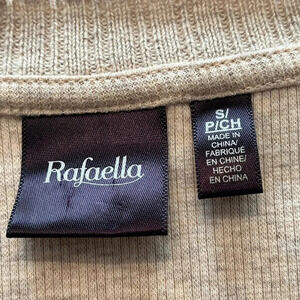 Rafaella
S/
P/CH
MADE IN
CHINA/
FABRIQUÉ
EN CHINE/
HECHO
EN CHINA